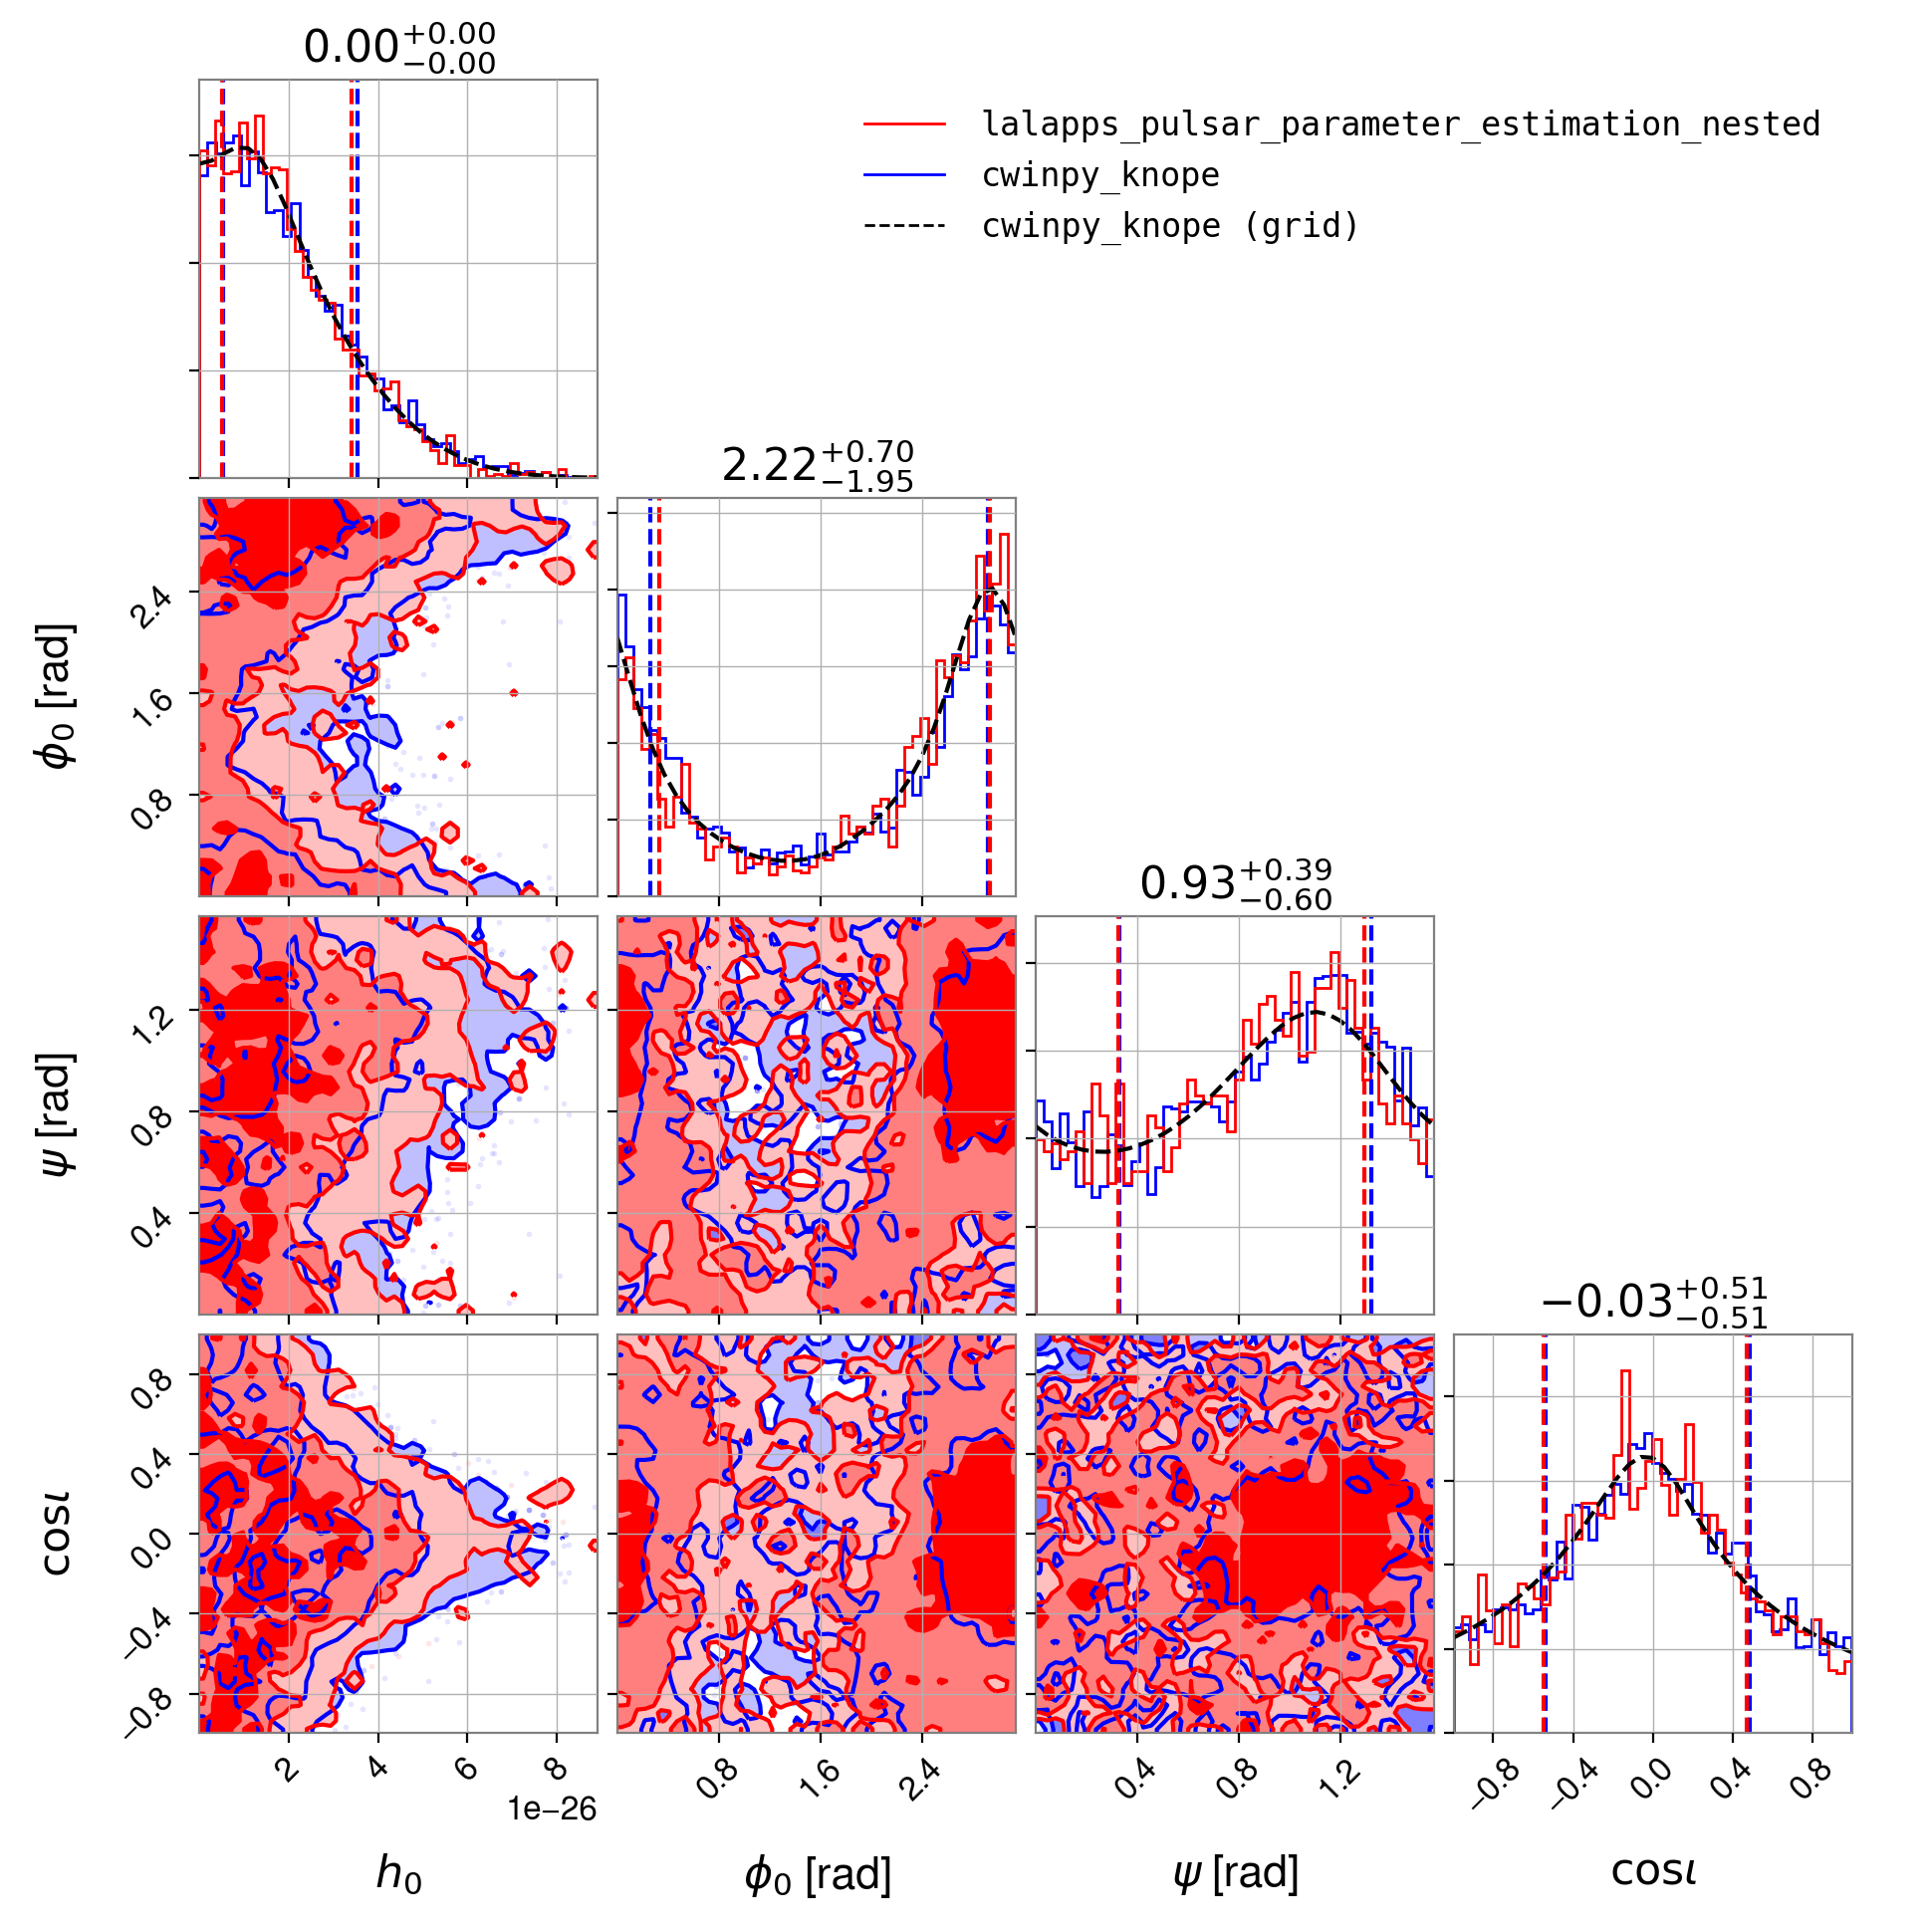 0.00+0.00−0.00
lalapps_pulsar_parameter_estimation_nested
cwinpy_knope
cwinpy_knope (grid)
2.22+0.70−1.95
ϕ0 [rad]
2.4
1.6
0.8
0.93+0.39−0.60
ψ [rad]
1.2
0.8
0.4
−0.03+0.51−0.51
cosι
0.8
0.4
0.0
−0.4
−0.8
2 4 6 8 0.8 1.6 2.4 0.4 0.8 1.2 −0.8 −0.4 0.0 0.4 0.8
1e−26
h0 ϕ0 [rad] ψ [rad] cosι